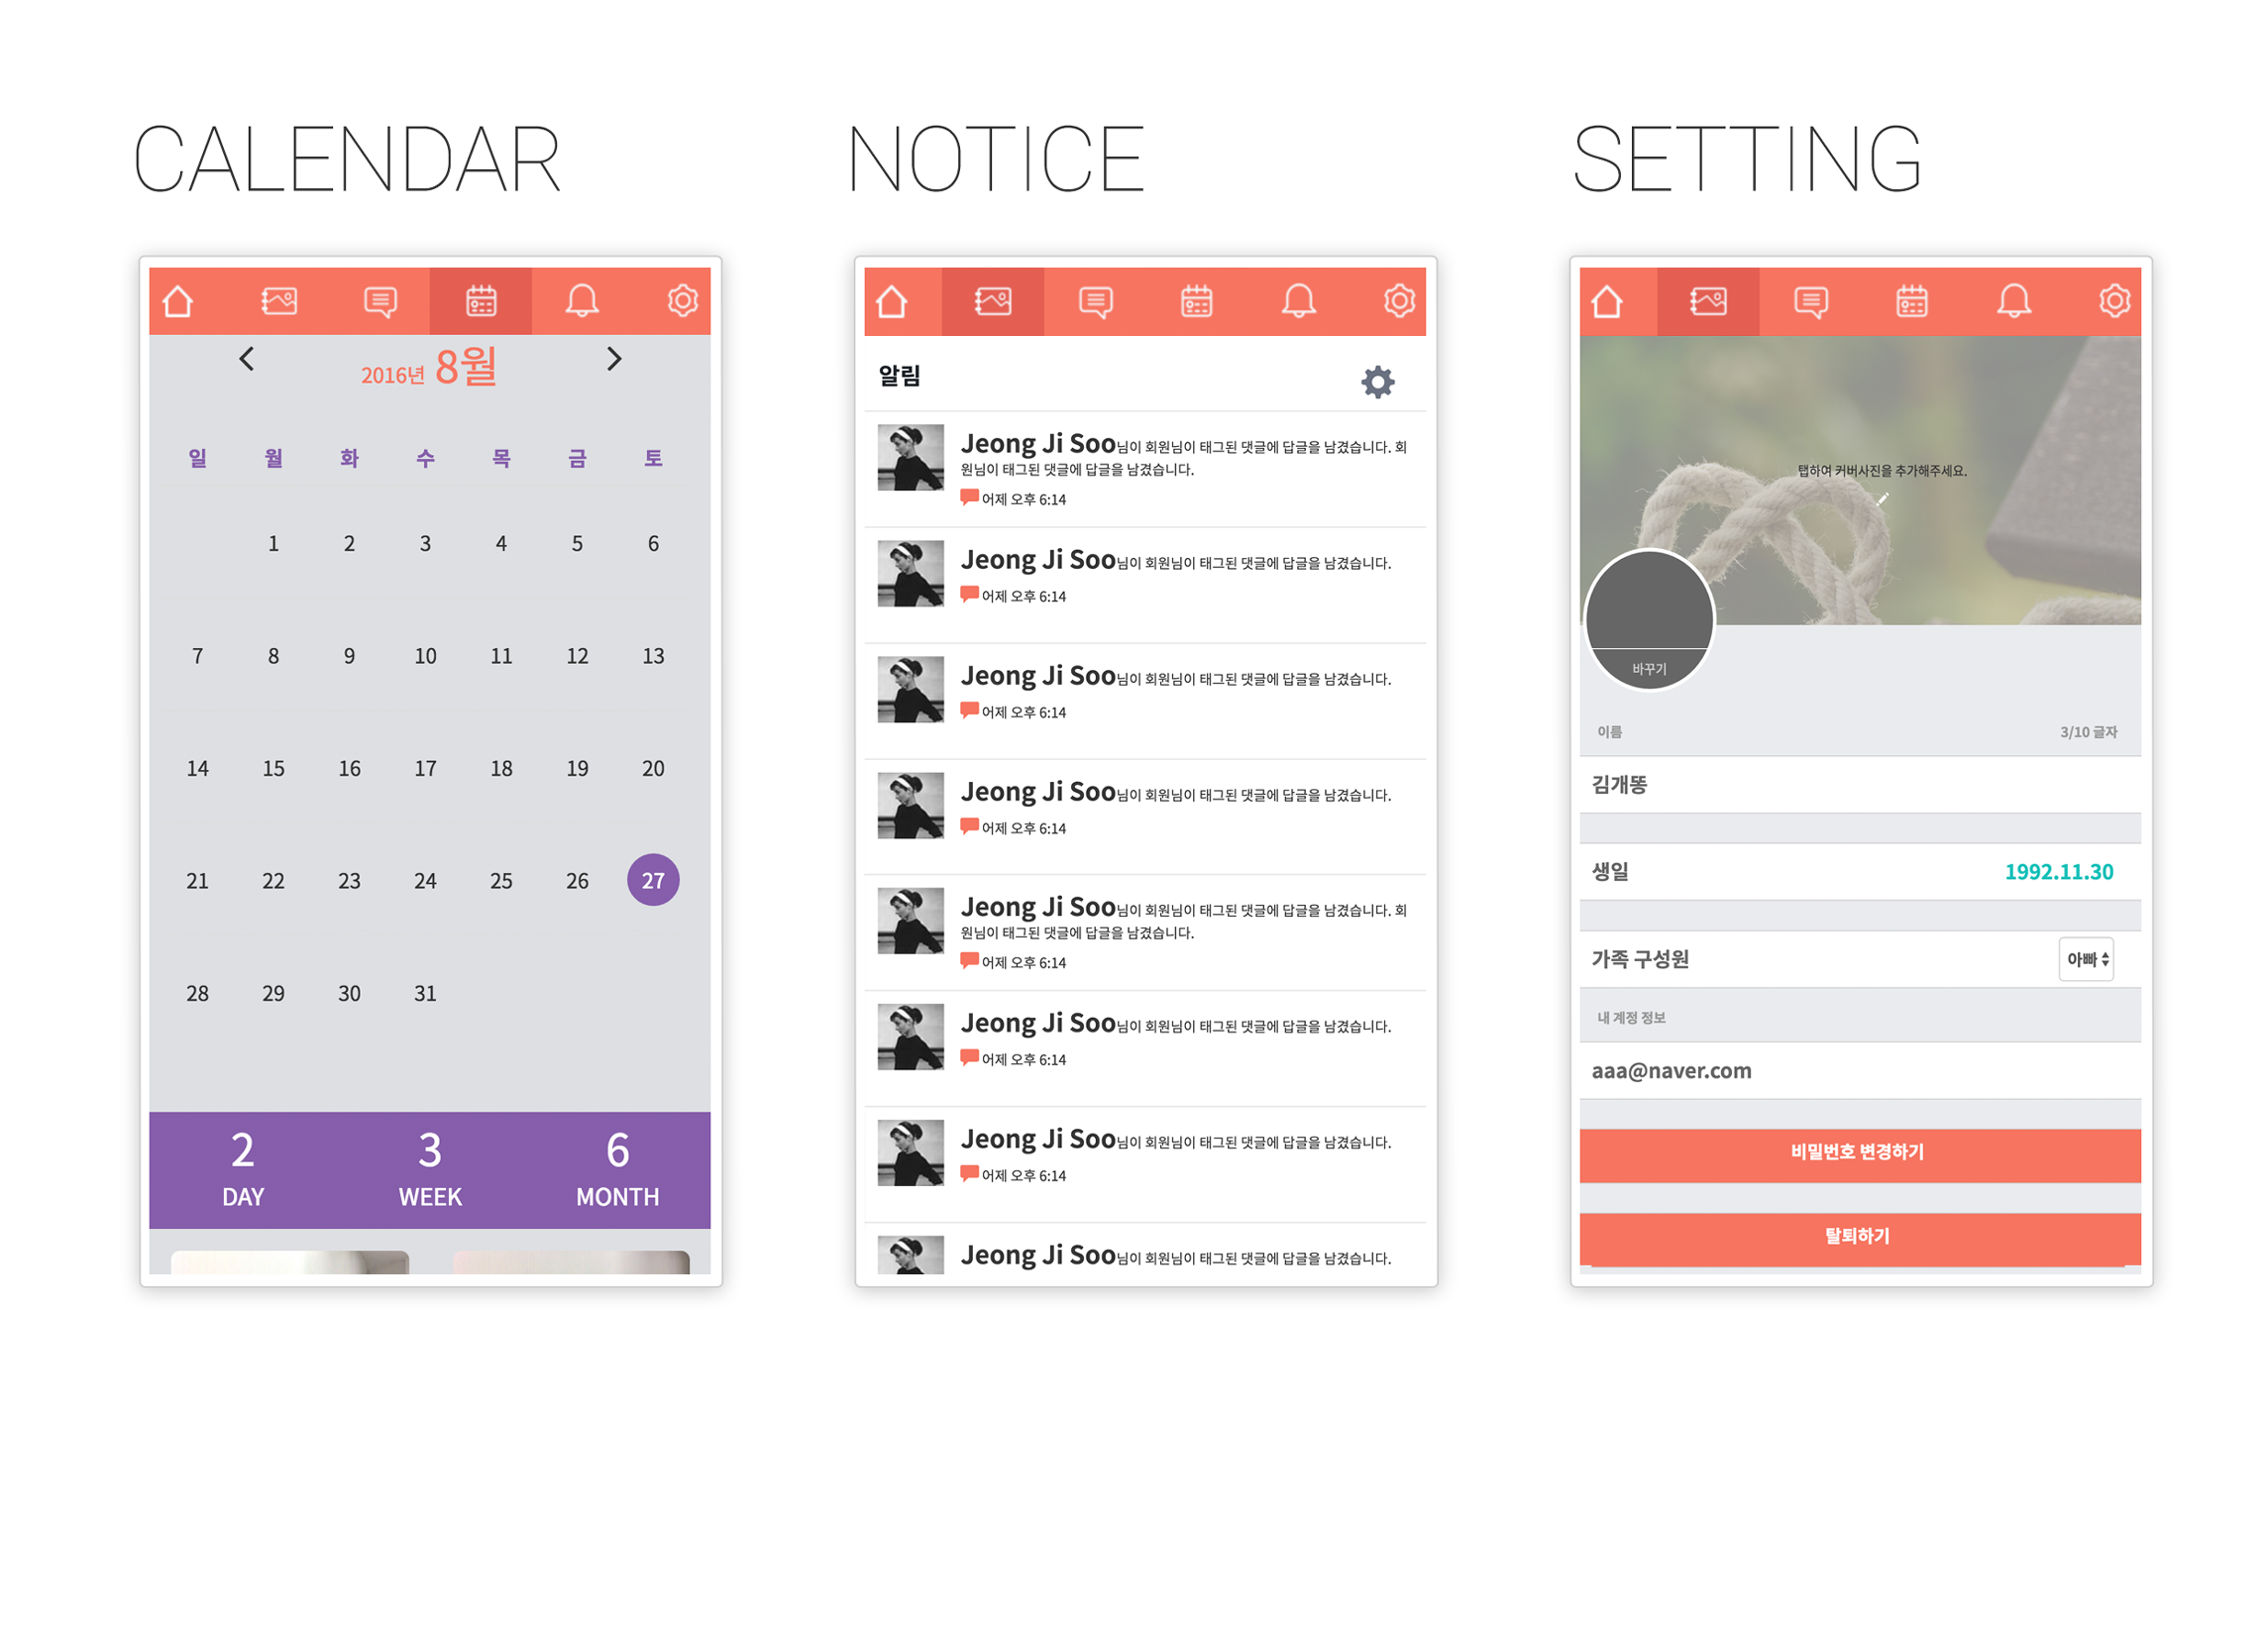 CALENDAR
2016년 8월
일 월 화 수 목 금 토
1 2 3 4 5 6
7 8 9 10 11 12 13
14 15 16 17 18 19 20
21 22 23 24 25 26 27
28 29 30 31
2 3 6
DAY WEEK MONTH
NOTICE
알림
Jeong Ji Soo님이 회원님이 태그된 댓글에 답글을 남겼습니다. 회
원님이 태그된 댓글에 답글을 남겼습니다.
어제 오후 6:14
Jeong Ji Soo님이 회원님이 태그된 댓글에 답글을 남겼습니다.
어제 오후 6:14
Jeong Ji Soo님이 회원님이 태그된 댓글에 답글을 남겼습니다.
어제 오후 6:14
Jeong Ji Soo님이 회원님이 태그된 댓글에 답글을 남겼습니다.
어제 오후 6:14
Jeong Ji Soo님이 회원님이 태그된 댓글에 답글을 남겼습니다. 회
원님이 태그된 댓글에 답글을 남겼습니다.
어제 오후 6:14
Jeong Ji Soo님이 회원님이 태그된 댓글에 답글을 남겼습니다.
어제 오후 6:14
Jeong Ji Soo님이 회원님이 태그된 댓글에 답글을 남겼습니다.
어제 오후 6:14
Jeong Ji Soo님이 회원님이 태그된 댓글에 답글을 남겼습니다.
SETTING
탭하여 커버사진을 추가해주세요.
바꾸기
이름 3/10 글자
김개똥
생일 1992.11.30
가족 구성원 아빠
내 계정 정보
aaa@naver.com
비밀번호 변경하기
탈퇴하기